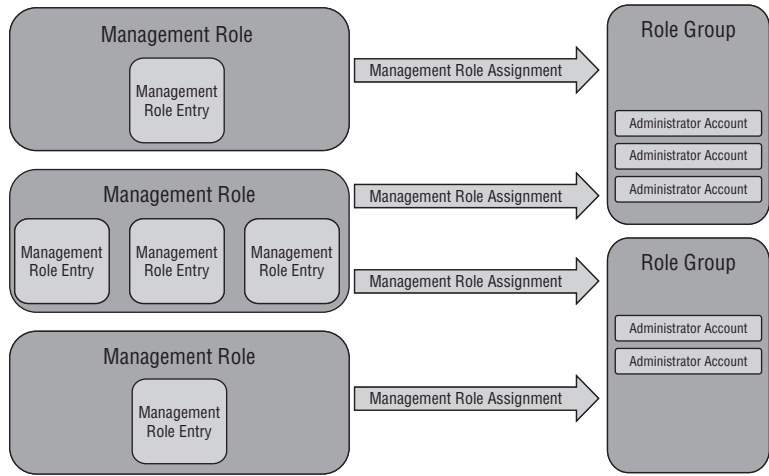 Management Role
Management
Role Entry
Management Role Assignment
Role Group
Administrator Account
Administrator Account
Administrator Account
Management Role
Management
Role Entry
Management
Role Entry
Management
Role Entry
Management Role Assignment
Management Role Assignment
Role Group
Administrator Account
Administrator Account
Management Role
Management
Role Entry
Management Role Assignment